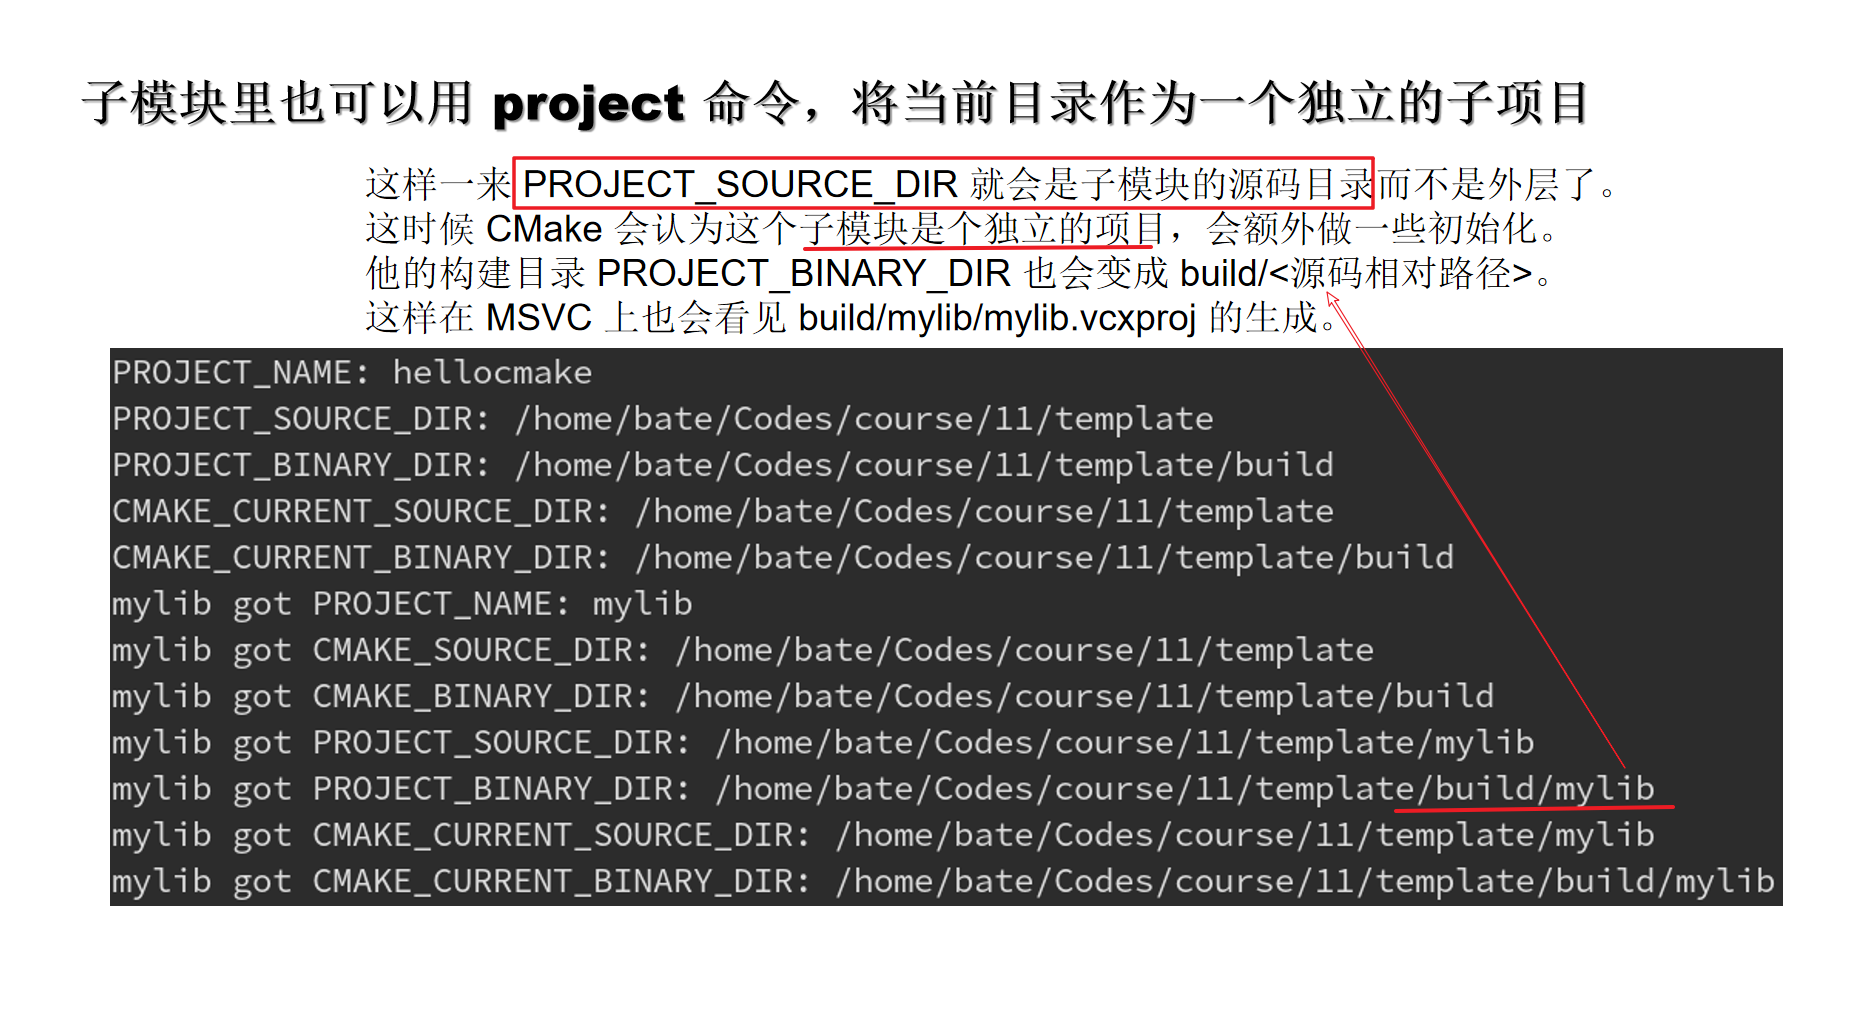 子模块里也可以用 project 命令，将当前目录作为一个独立的子项目
这样一来 PROJECT_SOURCE_DIR 就会是子模块的源码目录而不是外层了。
这时候 CMake 会认为这个子模块是个独立的项目，会额外做一些初始化。
他的构建目录 PROJECT_BINARY_DIR 也会变成 build/<源码相对路径>。
这样在 MSVC 上也会看见 build/mylib/mylib.vcxproj 的生成。
PROJECT_NAME: hellocmake
PROJECT_SOURCE_DIR: /home/bate/Codes/course/11/template
PROJECT_BINARY_DIR: /home/bate/Codes/course/11/template/build
CMAKE_CURRENT_SOURCE_DIR: /home/bate/Codes/course/11/template
CMAKE_CURRENT_BINARY_DIR: /home/bate/Codes/course/11/template/build
mylib got PROJECT_NAME: mylib
mylib got CMAKE_SOURCE_DIR: /home/bate/Codes/course/11/template
mylib got CMAKE_BINARY_DIR: /home/bate/Codes/course/11/template/build
mylib got PROJECT_SOURCE_DIR: /home/bate/Codes/course/11/template/mylib
mylib got PROJECT_BINARY_DIR: /home/bate/Codes/course/11/template/build/mylib
mylib got CMAKE_CURRENT_SOURCE_DIR: /home/bate/Codes/course/11/template/mylib
mylib got CMAKE_CURRENT_BINARY_DIR: /home/bate/Codes/course/11/template/build/mylib